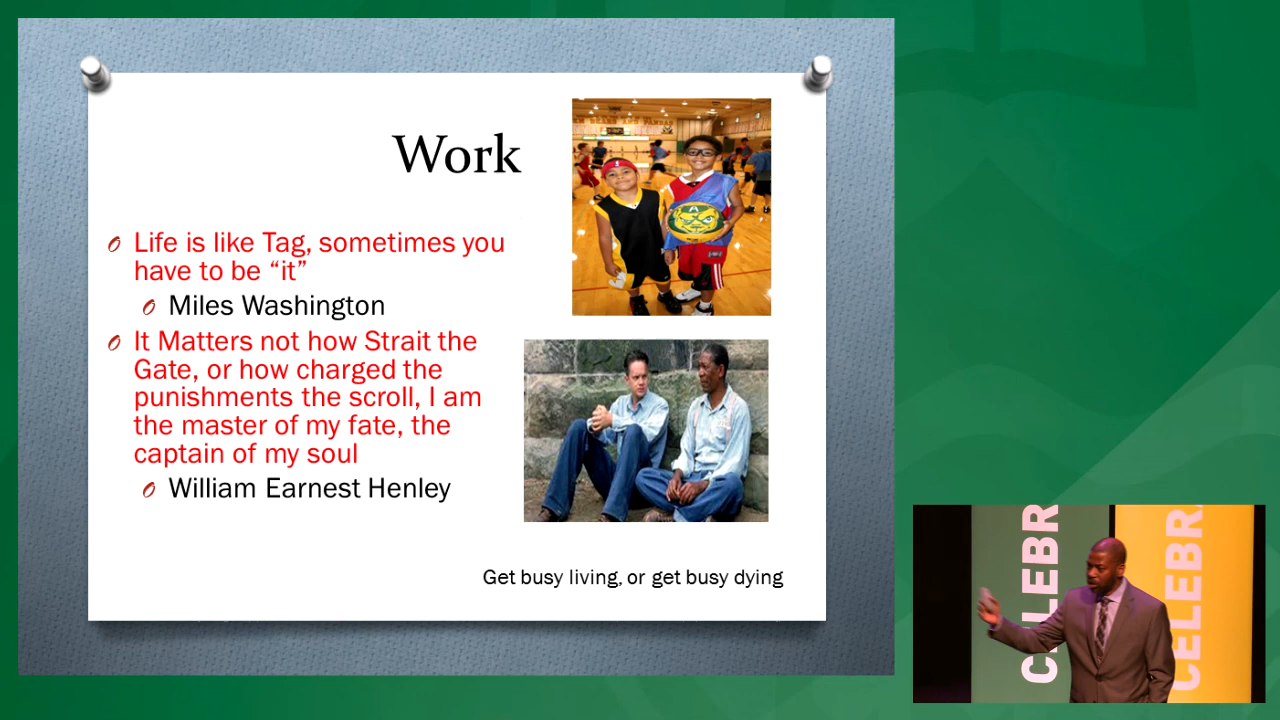 Work
Life is like Tag, sometimes you
have to be “it”
Miles Washington
It Matters not how Strait the
Gate, or how charged the
punishments the scroll, I am
the master of my fate, the
captain of my soul
William Earnest Henley
Get busy living, or get busy dying
CELEBR
CELEBR